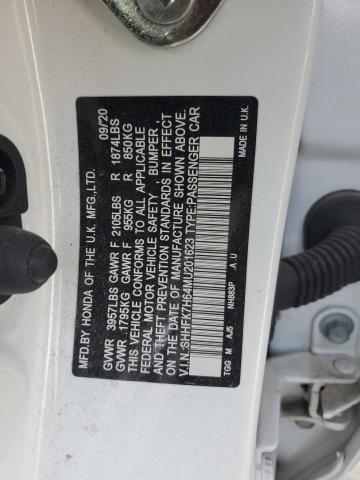 MFD.BY HONDA OF THE U.K. MFG.,LTD. 09/20
GVWR 3957LBS GAWR F 2105LBS R 1874LBS
GVWR 1795KG GAWR F 955KG R 850KG
THIS VEHICLE CONFORMS TO ALL APPLICABLE
FEDERAL MOTOR VEHICLE SAFETY BUMPER,
AND THEFT PREVENTION STANDARDS IN
EFFECT ON THE DATE OF MANUFACTURE SHOWN ABOVE.
V.I.N.:SHHFK7H64MU201623 TYPE:PASSENGER CAR
TGG M AJ5 NH883P .A U MADE IN U.K.